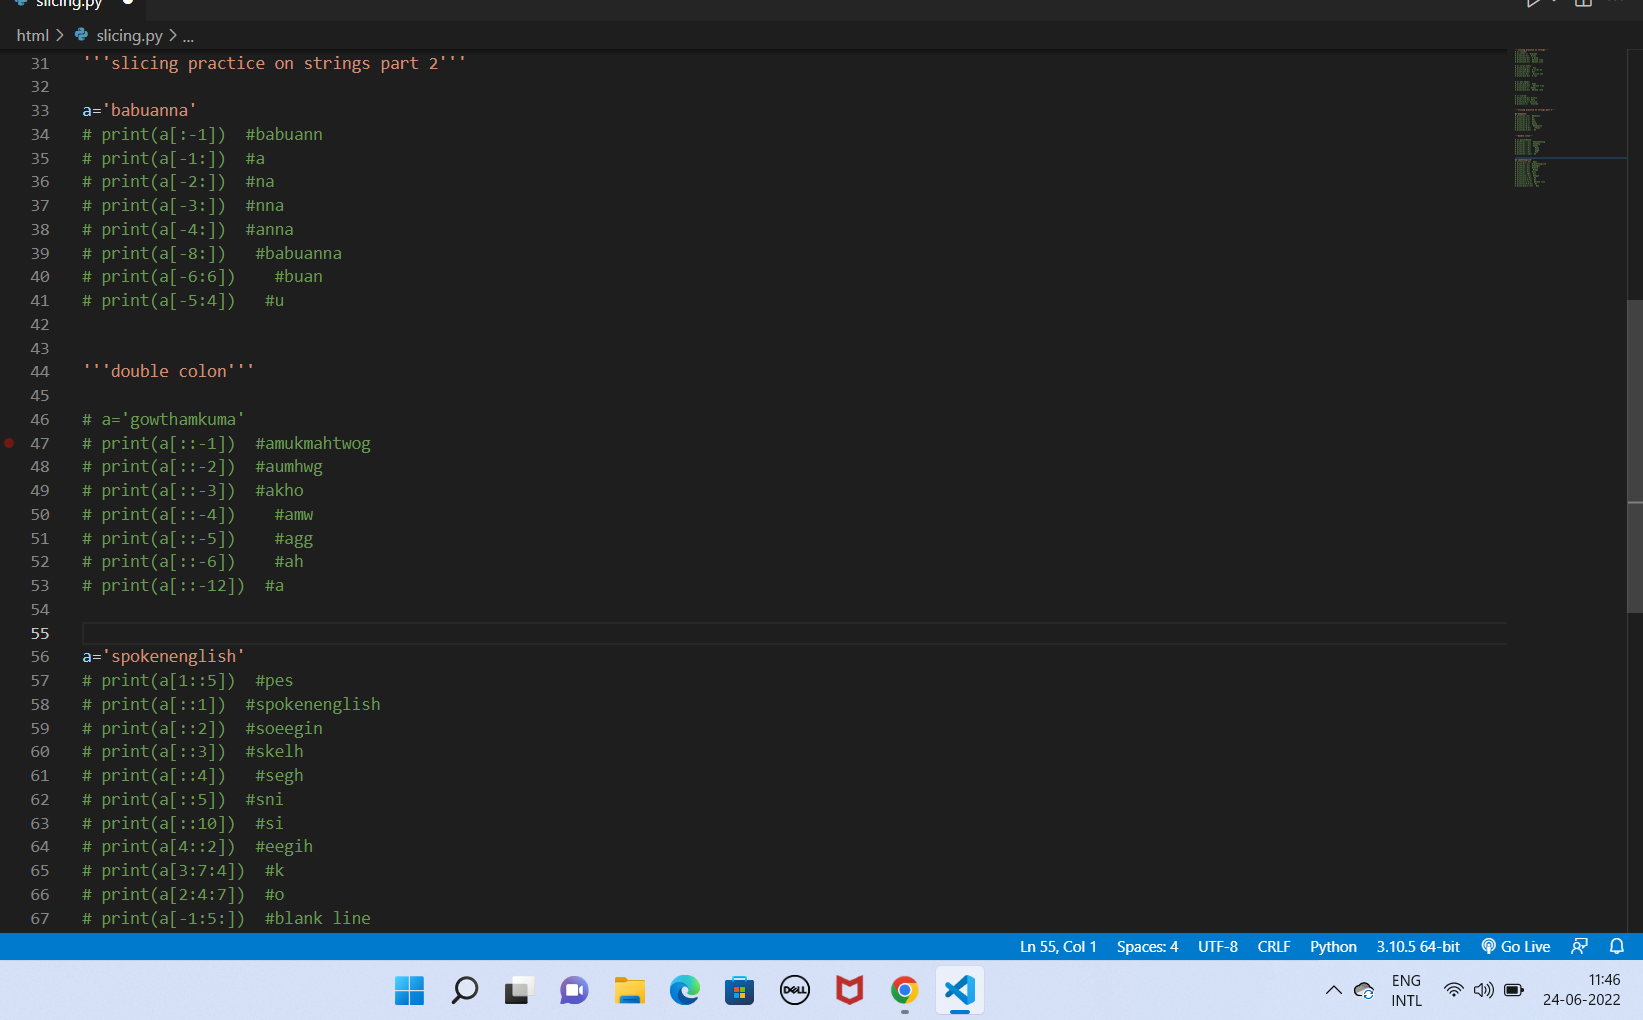 slicing.py
html > slicing.py > ...
31 '''slicing practice on strings part 2'''
32
33 a='babuanna'
34 # print(a[:-1])  #babuann
35 # print(a[-1:])  #a
36 # print(a[-2:])  #na
37 # print(a[-3:])  #nna
38 # print(a[-4:])  #anna
39 # print(a[-8:])   #babuanna
40 # print(a[-6:6])    #buan
41 # print(a[-5:4])   #u
42
43
44 '''double colon'''
45
46 # a='gowthamkuma'
47 # print(a[::-1])  #amukmahtwog
48 # print(a[::-2])  #aumhwg
49 # print(a[::-3])  #akho
50 # print(a[::-4])    #amw
51 # print(a[::-5])    #agg
52 # print(a[::-6])    #ah
53 # print(a[::-12])  #a
54
55
56 a='spokenenglish'
57 # print(a[1::5])  #pes
58 # print(a[::1])  #spokenenglish
59 # print(a[::2])  #soeegin
60 # print(a[::3])  #skelh
61 # print(a[::4])   #segh
62 # print(a[::5])  #sni
63 # print(a[::10])  #si
64 # print(a[4::2])  #eegih
65 # print(a[3:7:4])  #k
66 # print(a[2:4:7])  #o
67 # print(a[-1:5:])  #blank line
Ln 55, Col 1 Spaces: 4 UTF-8 CRLF Python 3.10.5 64-bit Go Live
DELL
ENG
INTL
11:46
24-06-2022